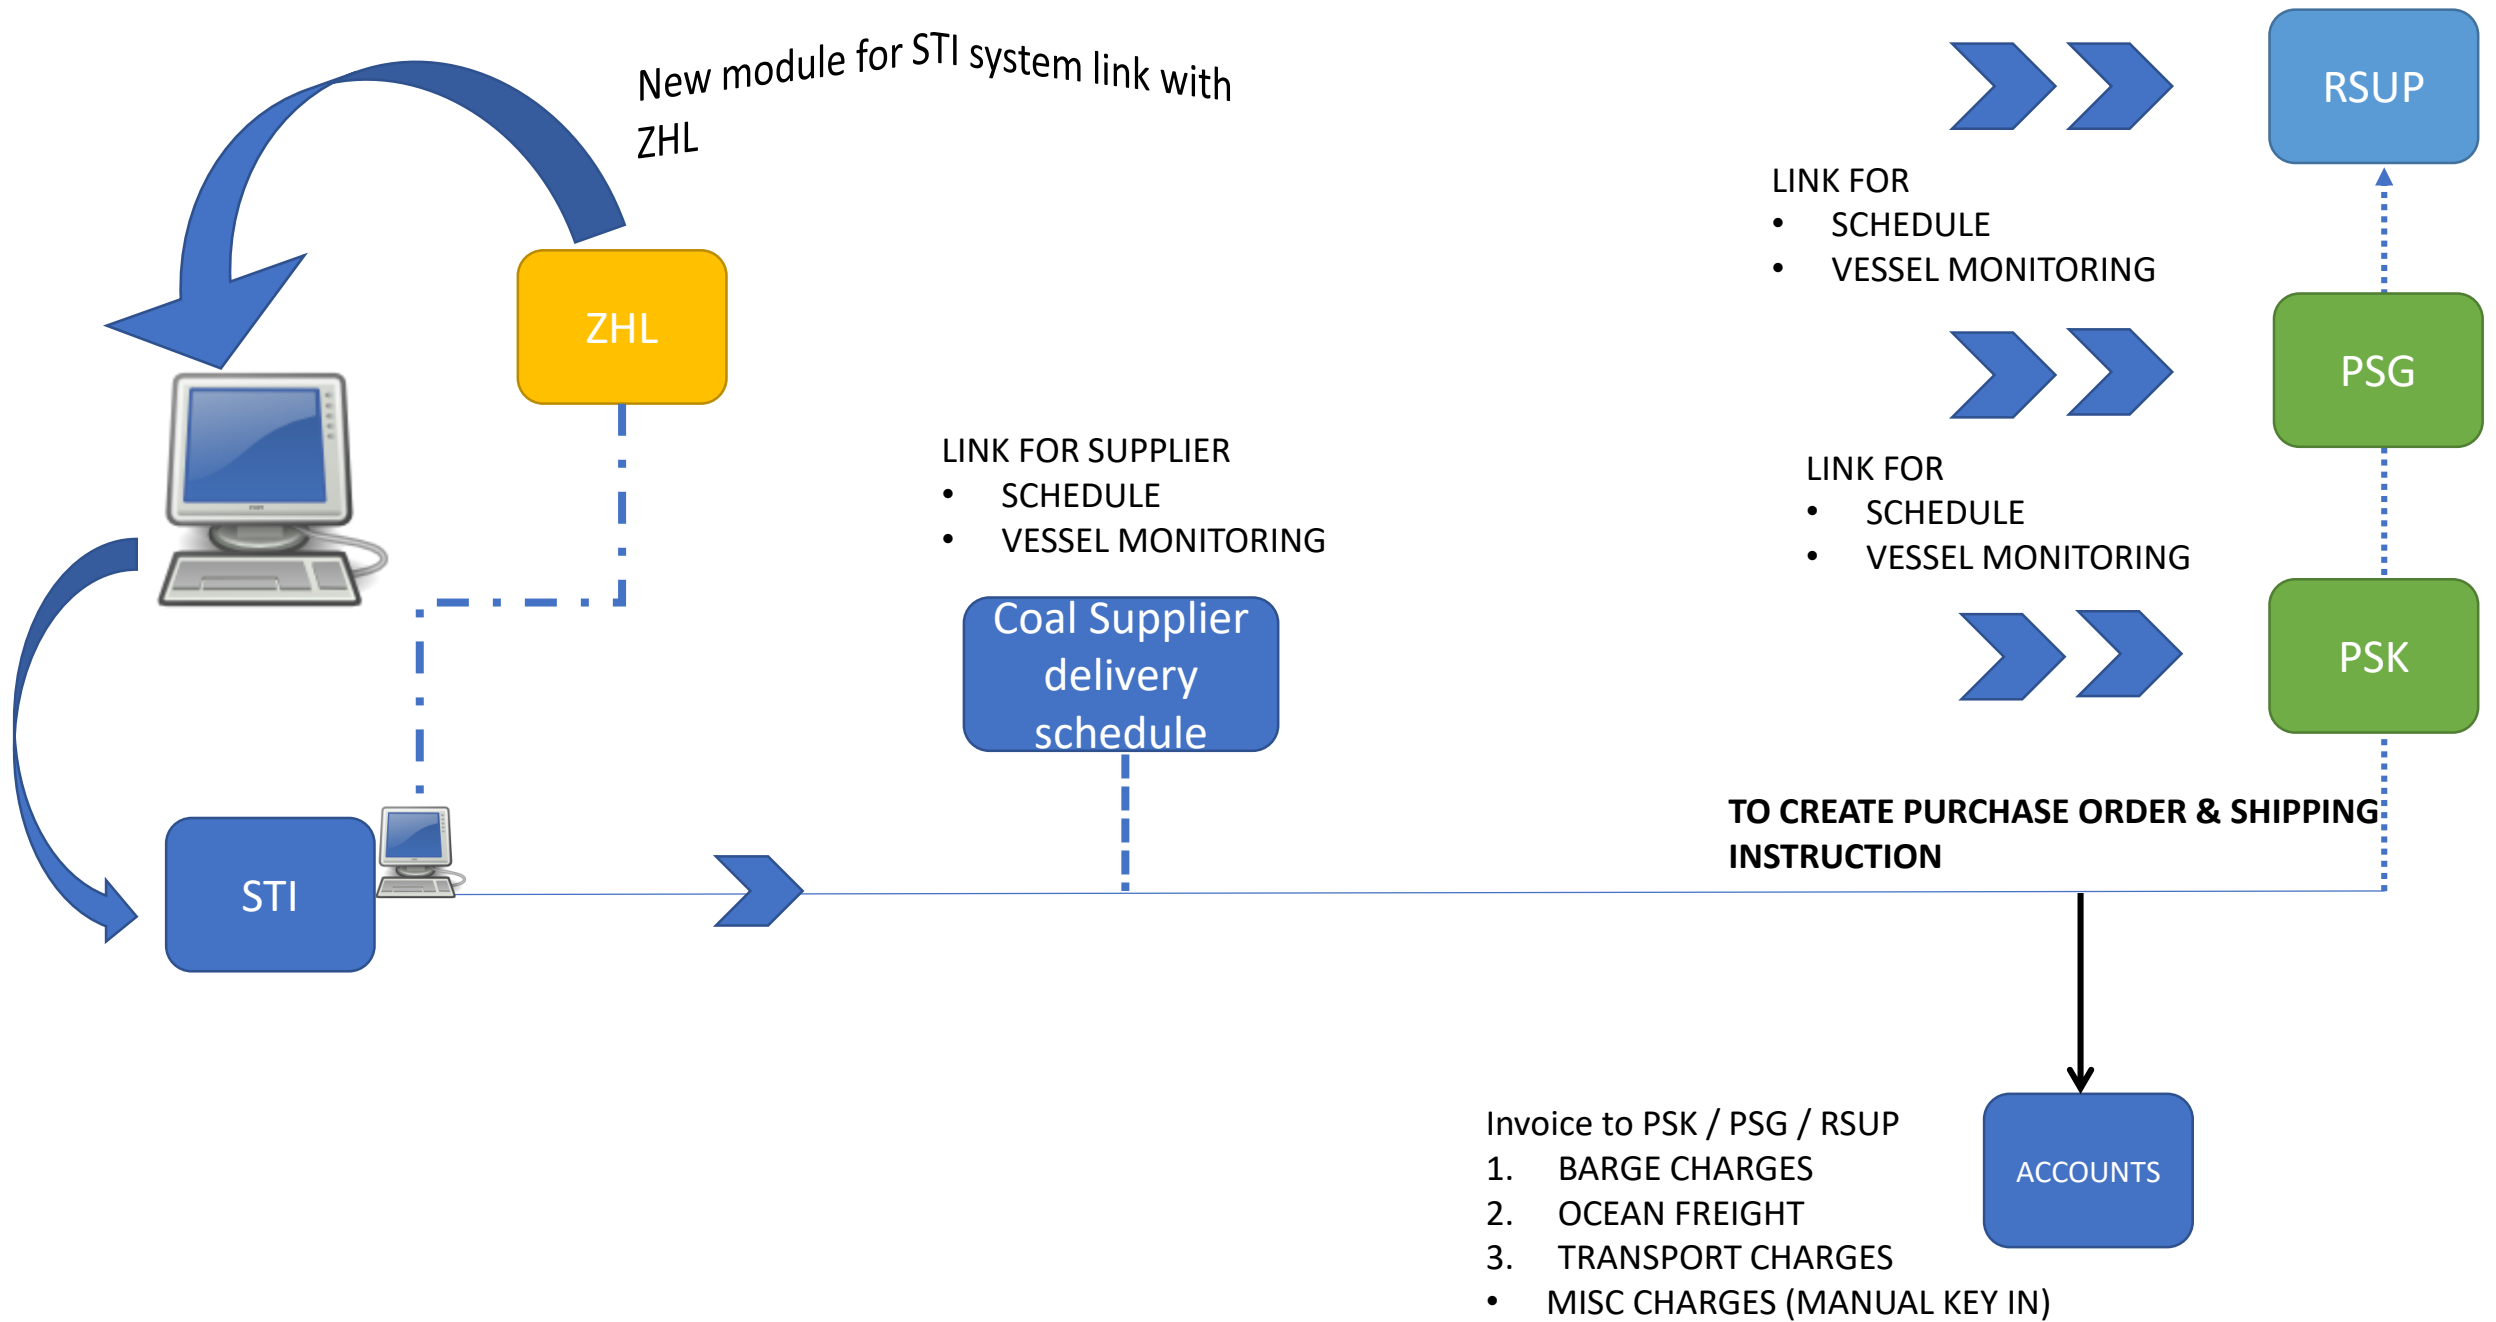 New module for STI system link with
ZHL
RSUP
LINK FOR
• SCHEDULE
• VESSEL MONITORING
ZHL
PSG
LINK FOR SUPPLIER
• SCHEDULE
• VESSEL MONITORING
LINK FOR
• SCHEDULE
• VESSEL MONITORING
Coal Supplier
delivery
schedule
PSK
TO CREATE PURCHASE ORDER & SHIPPING
INSTRUCTION
STI
Invoice to PSK / PSG / RSUP
1. BARGE CHARGES
2. OCEAN FREIGHT
3. TRANSPORT CHARGES
• MISC CHARGES (MANUAL KEY IN)
ACCOUNTS